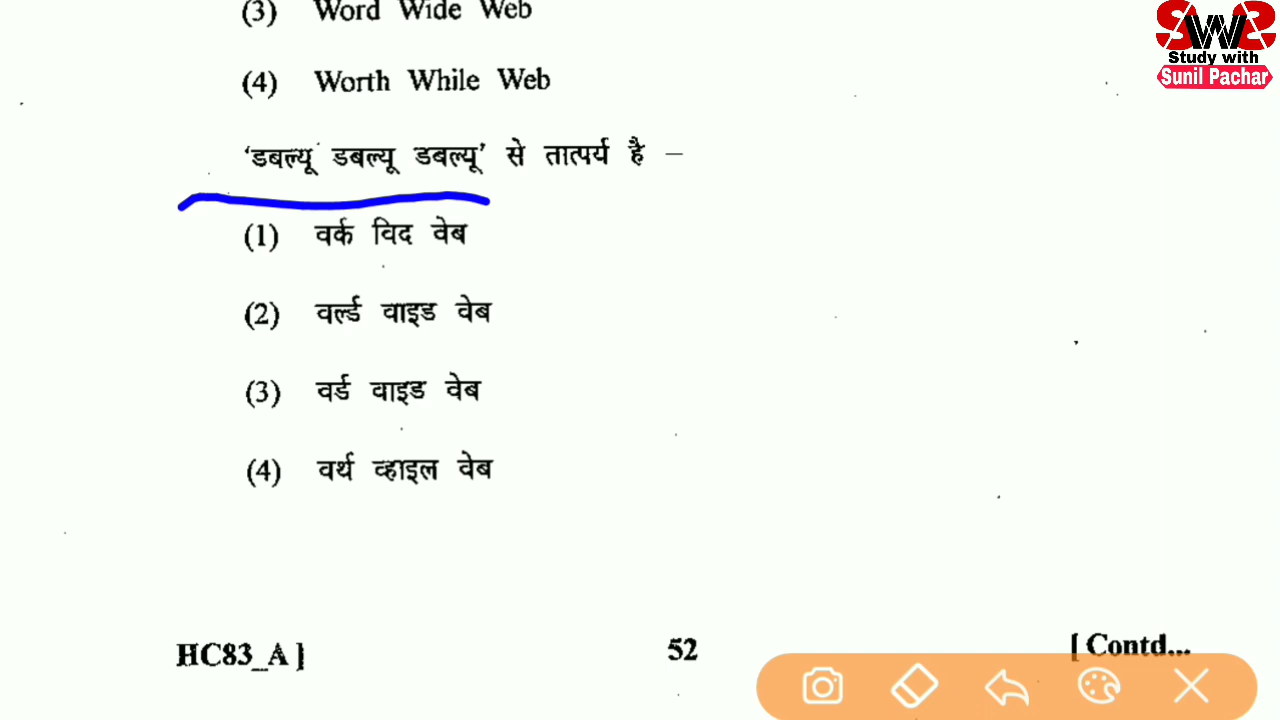 (3) Word Wide Web
SWS
Study with
Sunil Pachar
(4) Worth While Web
‘डबल्यू डबल्यू डबल्यू’ से तात्पर्य है –
(1) वर्क विद वेब
(2) वर्ल्ड वाइड वेब
(3) वर्ड वाइड वेब
(4) वर्थ व्हाइल वेब
HC83_A ] 52 [ Contd...